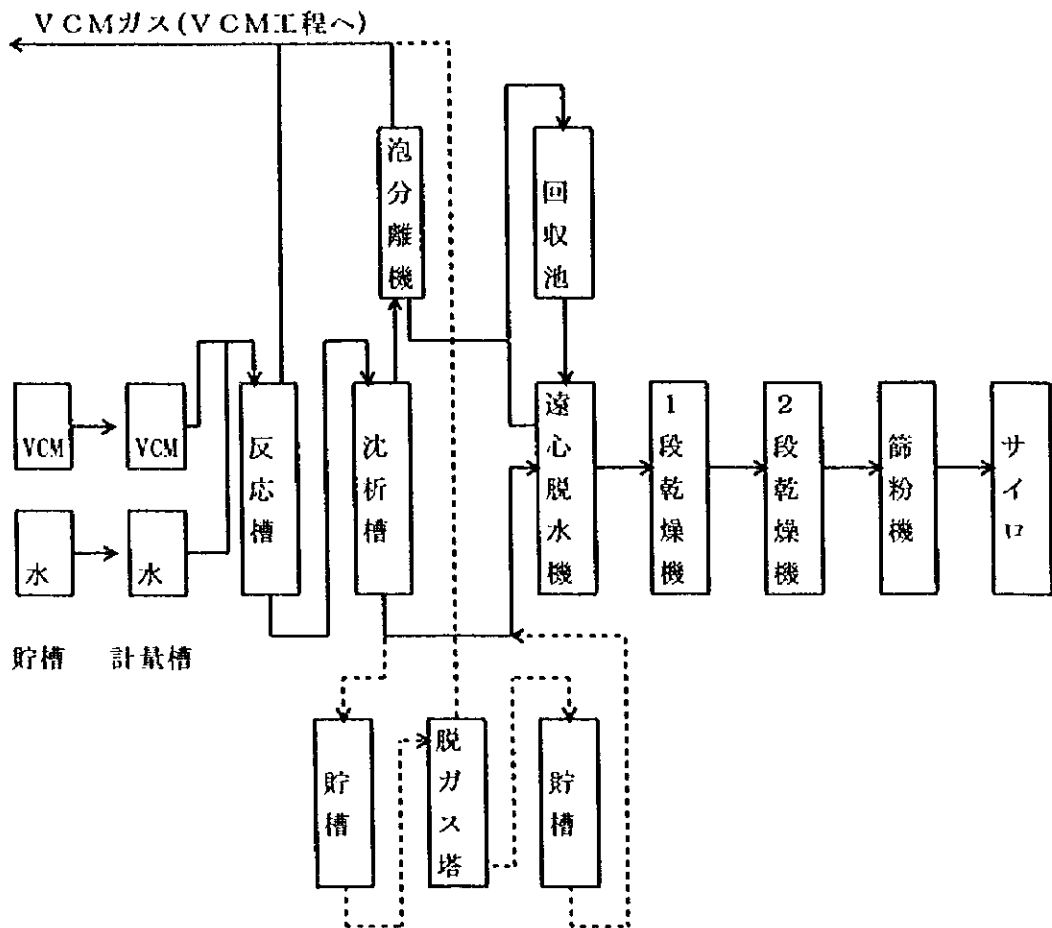 VCMガス(VCM工程へ)
泡分離機
回収池
VCM
VCM
水
水
反応槽
沈析槽
遠心脱水機
1段乾燥機
2段乾燥機
篩粉機
サイロ
貯槽
計量槽
貯槽
脱ガス塔
貯槽